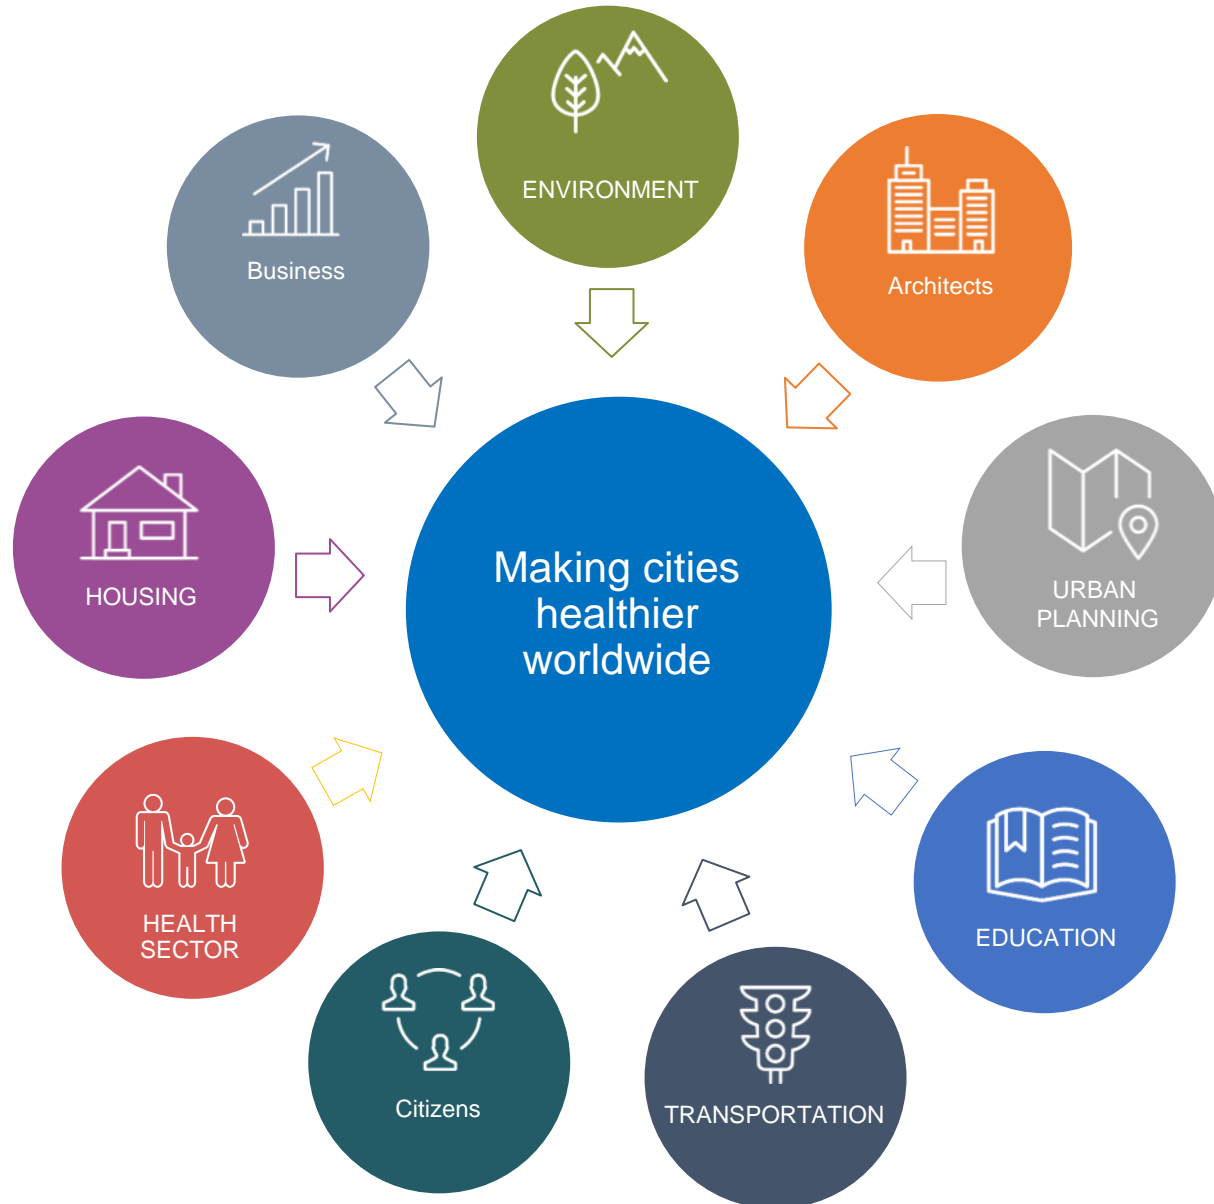 ENVIRONMENT
Architects
URBAN
PLANNING
EDUCATION
TRANSPORTATION
Citizens
HEALTH
SECTOR
HOUSING
Business
Making cities
healthier
worldwide